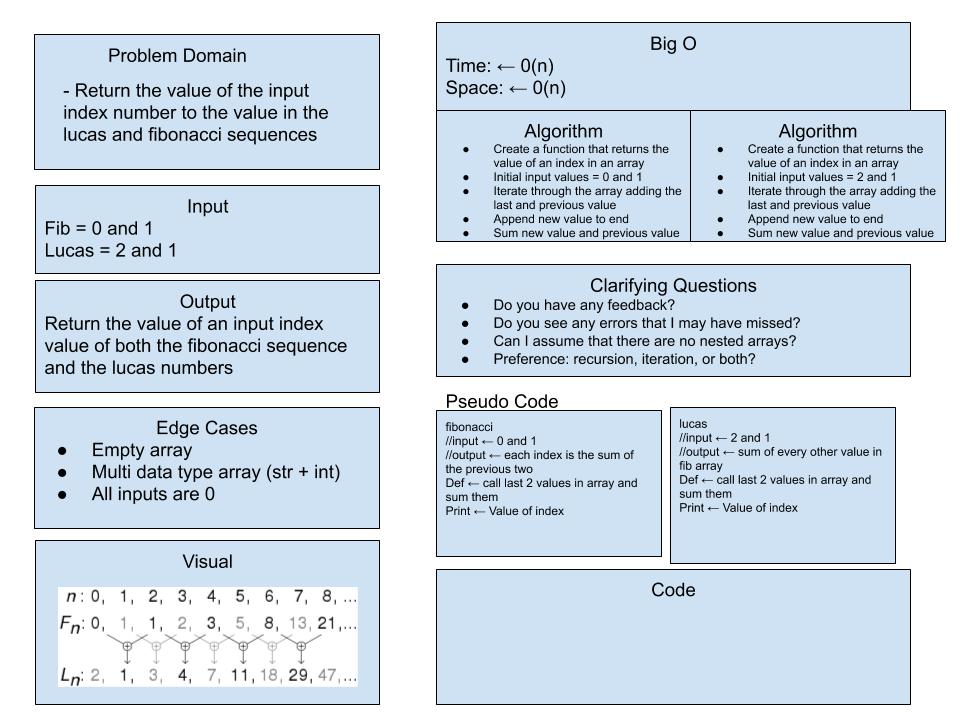 Problem Domain
- Return the value of the input
index number to the value in the
lucas and fibonacci sequences
Input
Fib = 0 and 1
Lucas = 2 and 1
Output
Return the value of an input index
value of both the fibonacci sequence
and the lucas numbers
Edge Cases
● Empty array
● Multi data type array (str + int)
● All inputs are 0
Visual
n: 0, 1, 2, 3, 4, 5, 6, 7, 8, ...
Fn: 0, 1, 1, 2, 3, 5, 8, 13, 21,...
Ln: 2, 1, 3, 4, 7, 11, 18, 29, 47,...
Big O
Time: ← 0(n)
Space: ← 0(n)
Algorithm
● Create a function that returns the
value of an index in an array
● Initial input values = 0 and 1
● Iterate through the array adding the
last and previous value
● Append new value to end
● Sum new value and previous value
Algorithm
● Create a function that returns the
value of an index in an array
● Initial input values = 2 and 1
● Iterate through the array adding the
last and previous value
● Append new value to end
● Sum new value and previous value
Clarifying Questions
● Do you have any feedback?
● Do you see any errors that I may have missed?
● Can I assume that there are no nested arrays?
● Preference: recursion, iteration, or both?
Pseudo Code
fibonacci
//input ← 0 and 1
//output ← each index is the sum of
the previous two
Def ← call last 2 values in array and
sum them
Print ← Value of index
lucas
//input ← 2 and 1
//output ← sum of every other value in
fib array
Def ← call last 2 values in array and
sum them
Print ← Value of index
Code